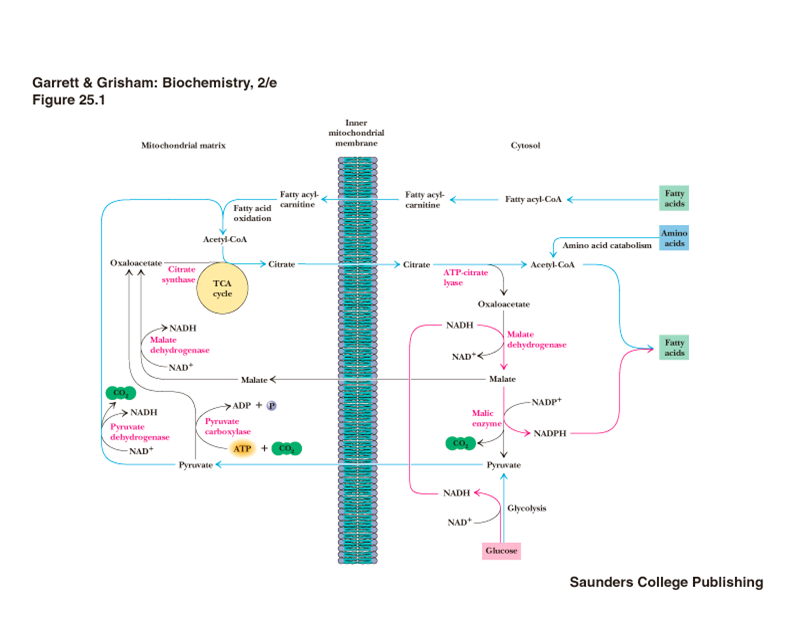 Garrett & Grisham: Biochemistry, 2/e
Figure 25.1
Inner
mitochondrial
membrane
Mitochondrial matrix
Cytosol
Fatty acyl-
carnitine
Fatty acyl-
carnitine
Fatty acyl-CoA
Fatty
acids
Fatty acid
oxidation
Amino
acids
Amino acid catabolism
Acetyl-CoA
Oxaloacetate
Citrate
synthase
Citrate
Citrate
ATP-citrate
lyase
Acetyl-CoA
TCA
cycle
Oxaloacetate
NADH
Malate
dehydrogenase
NAD+
NADH
Malate
dehydrogenase
NAD+
Fatty
acids
Malate
Malate
CO2
NADH
Pyruvate
dehydrogenase
NAD+
ADP + P
Pyruvate
carboxylase
ATP + CO2
NADP+
Malic
enzyme
NADPH
CO2
Pyruvate
Pyruvate
NADH
Glycolysis
NAD+
Glucose
Saunders College Publishing